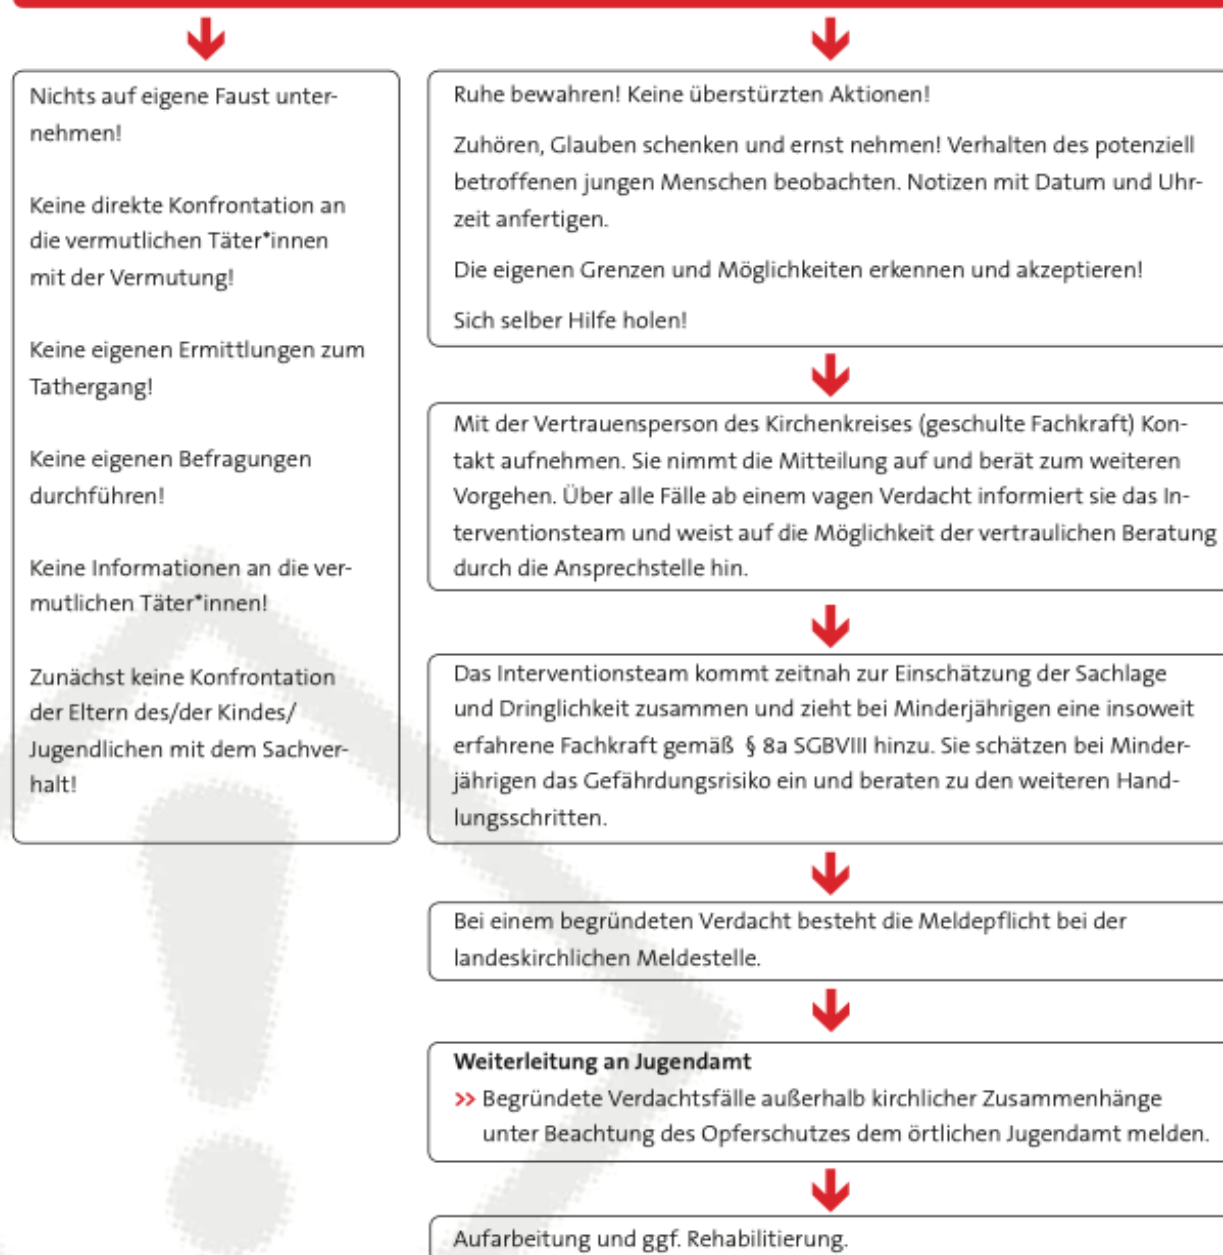 Nichts auf eigene Faust unter-
nehmen!
Keine direkte Konfrontation an
die vermutlichen Täter*innen
mit der Vermutung!
Keine eigenen Ermittlungen zum
Tathergang!
Keine eigenen Befragungen
durchführen!
Keine Informationen an die ver-
mutlichen Täter*innen!
Zunächst keine Konfrontation
der Eltern des/der Kindes/
Jugendlichen mit dem Sachver-
halt!
Ruhe bewahren! Keine überstürzten Aktionen!
Zuhören, Glauben schenken und ernst nehmen! Verhalten des potenziell
betroffenen jungen Menschen beobachten. Notizen mit Datum und Uhr-
zeit anfertigen.
Die eigenen Grenzen und Möglichkeiten erkennen und akzeptieren!
Sich selber Hilfe holen!
Mit der Vertrauensperson des Kirchenkreises (geschulte Fachkraft) Kon-
takt aufnehmen. Sie nimmt die Mitteilung auf und berät zum weiteren
Vorgehen. Über alle Fälle ab einem vagen Verdacht informiert sie das In-
terventionsteam und weist auf die Möglichkeit der vertraulichen Beratung
durch die Ansprechstelle hin.
Das Interventionsteam kommt zeitnah zur Einschätzung der Sachlage
und Dringlichkeit zusammen und zieht bei Minderjährigen eine insoweit
erfahrene Fachkraft gemäß § 8a SGBVIII hinzu. Sie schätzen bei Minder-
jährigen das Gefährdungsrisiko ein und beraten zu den weiteren Hand-
lungsschritten.
Bei einem begründeten Verdacht besteht die Meldepflicht bei der
landeskirchlichen Meldestelle.
Weiterleitung an Jugendamt
>> Begründete Verdachtsfälle außerhalb kirchlicher Zusammenhänge
unter Beachtung des Opferschutzes dem örtlichen Jugendamt melden.
Aufarbeitung und ggf. Rehabilitierung.